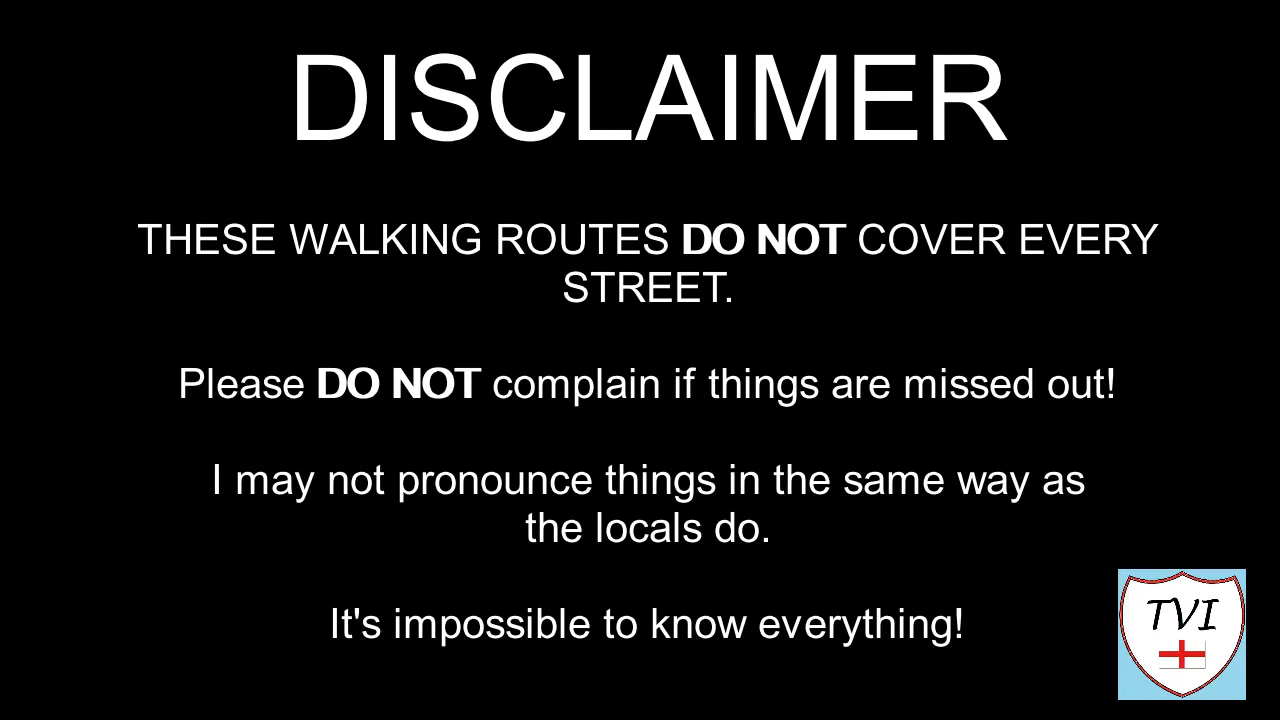 DISCLAIMER
THESE WALKING ROUTES DO NOT COVER EVERY
STREET.
Please DO NOT complain if things are missed out!
I may not pronounce things in the same way as
the locals do.
It's impossible to know everything!
TVI